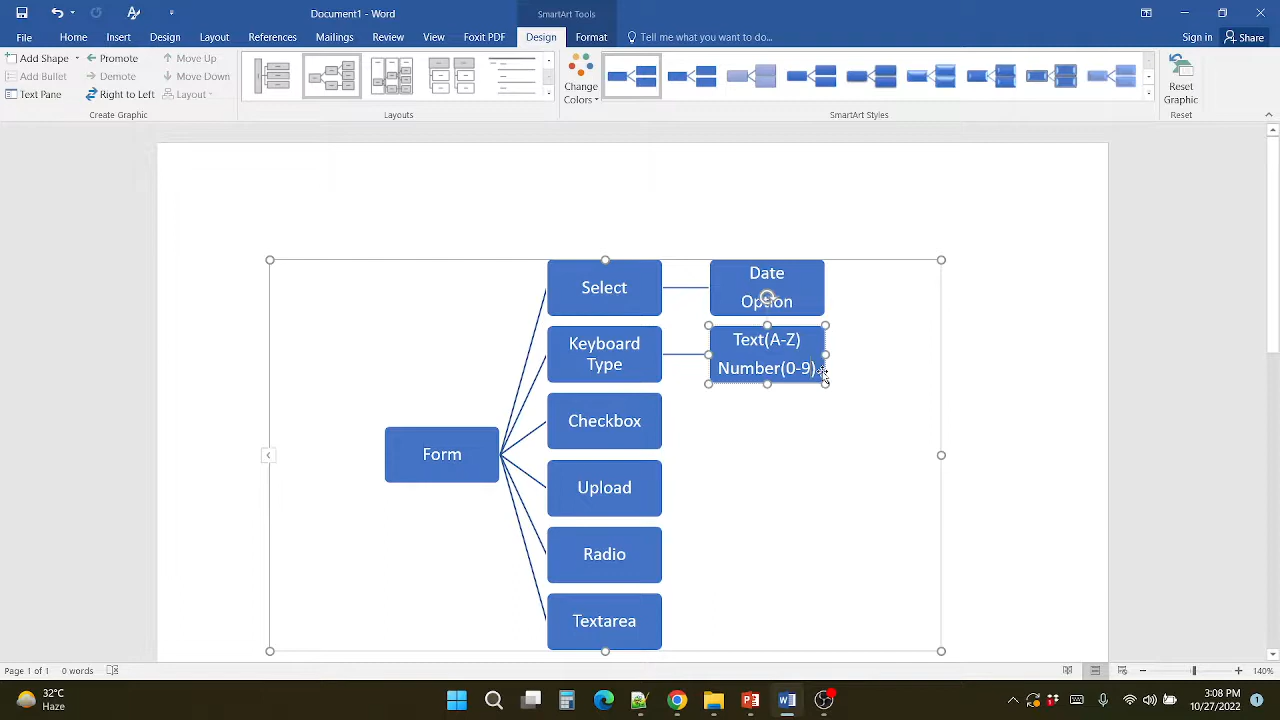 Document1 - Word
SmartArt Tools
File
Home
Insert
Design
Layout
References
Mailings
Review
View
Foxit PDF
Design
Format
Tell me what you want to do...
Sign in
Share
Add Shape
Promote
Move Up
Add Bullet
Demote
Move Down
Text Pane
Right to Left
Layout
Create Graphic
Layouts
Change
Colors
SmartArt Styles
Reset
Graphic
Reset
Select
Date
Option
Keyboard
Type
Text(A-Z)
Number(0-9)
Checkbox
Form
Upload
Radio
Textarea
Page 1 of 1
0 words
140%
32°C
Haze
3:08 PM
10/27/2022